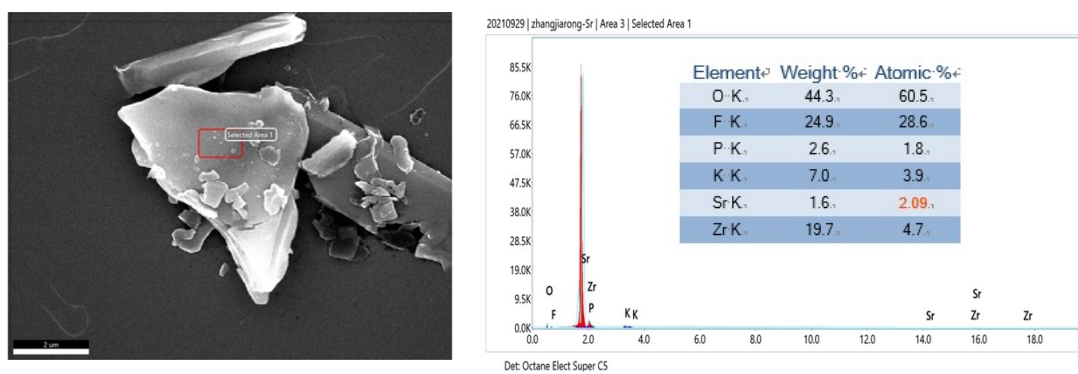 Selected Area 1
2 um
20210929 | zhangjiarong-Sr | Area 3 | Selected Area 1
85.5K
76.0K
66.5K
57.0K
47.5K
38.0K
28.5K
19.0K
9.5K
0.0K
Element Weight % Atomic %
O K 44.3 60.5
F K 24.9 28.6
P K 2.6 1.8
K K 7.0 3.9
Sr K 1.6 2.09
Zr K 19.7 4.7
O
F
Sr
Zr
P
K K
Sr
Sr
Zr
Zr
0.0 2.0 4.0 6.0 8.0 10.0 12.0 14.0 16.0 18.0
Det: Octane Elect Super C5